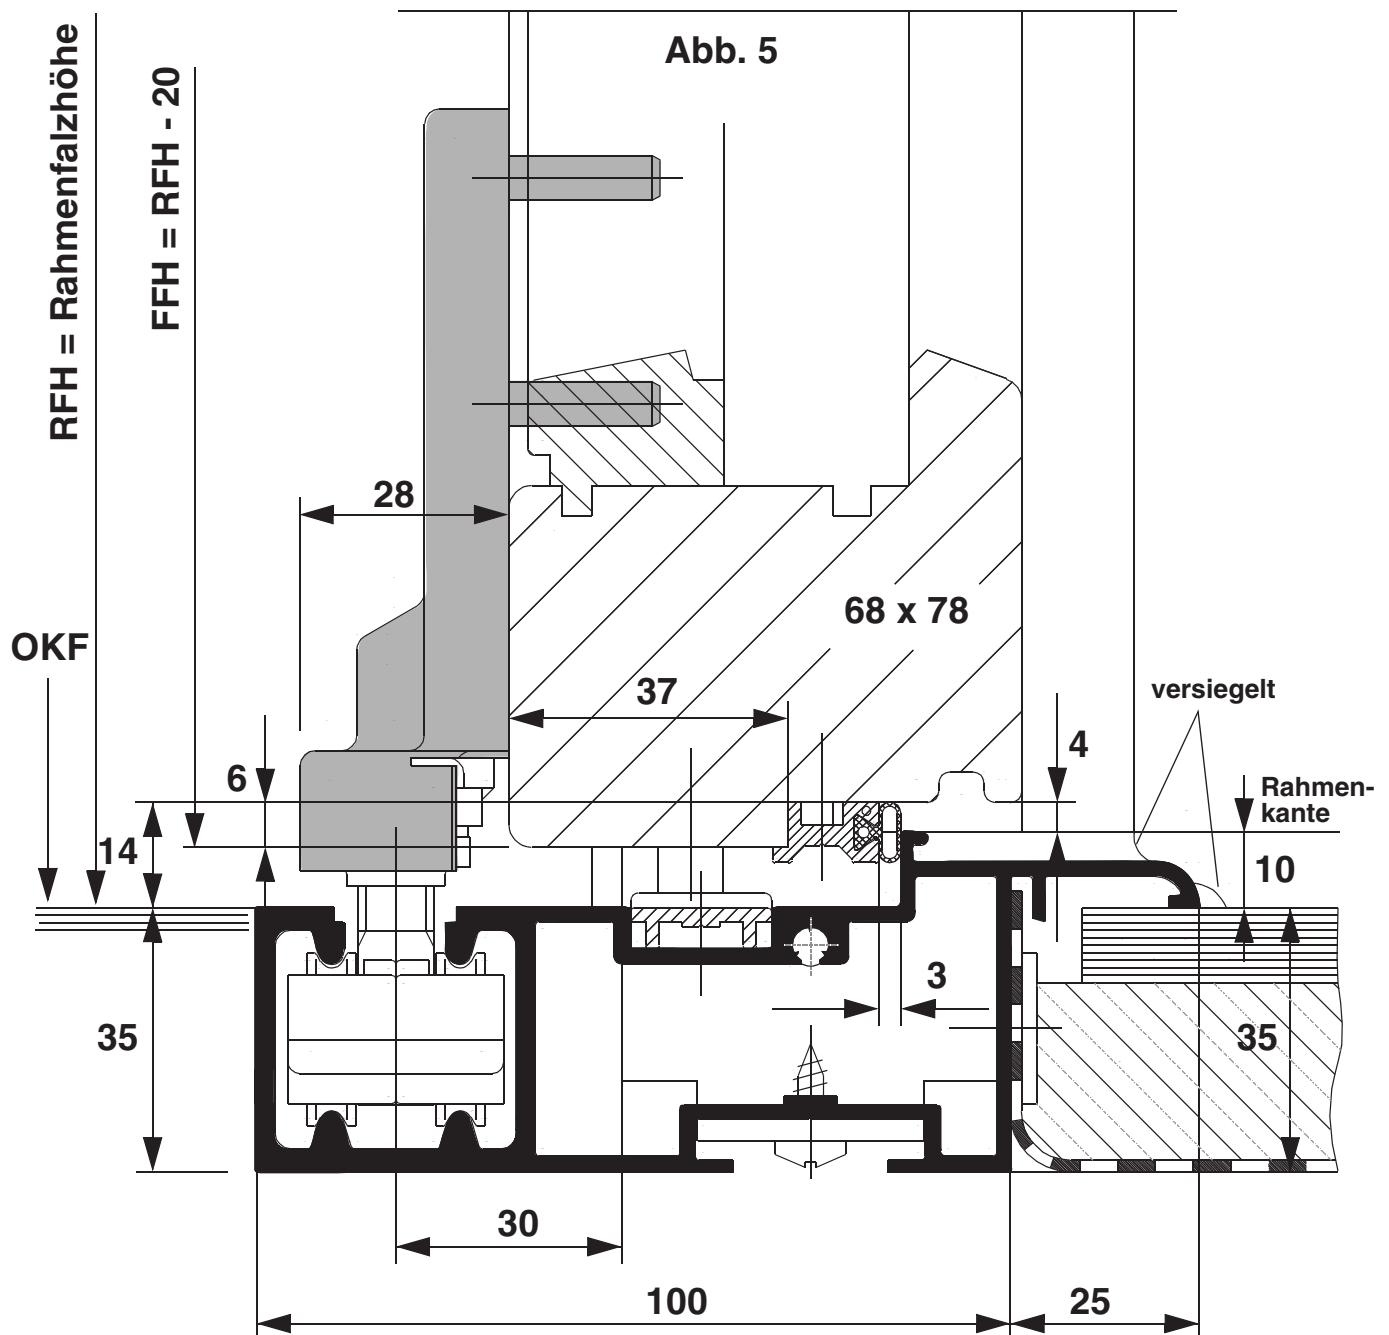 Abb. 5
RFH = Rahmenfalzhöhe
FFH = RFH - 20
28
68 x 78
OKF
37
versiegelt
4
6
Rahmen-
kante
14
10
3
35
35
30
100
25